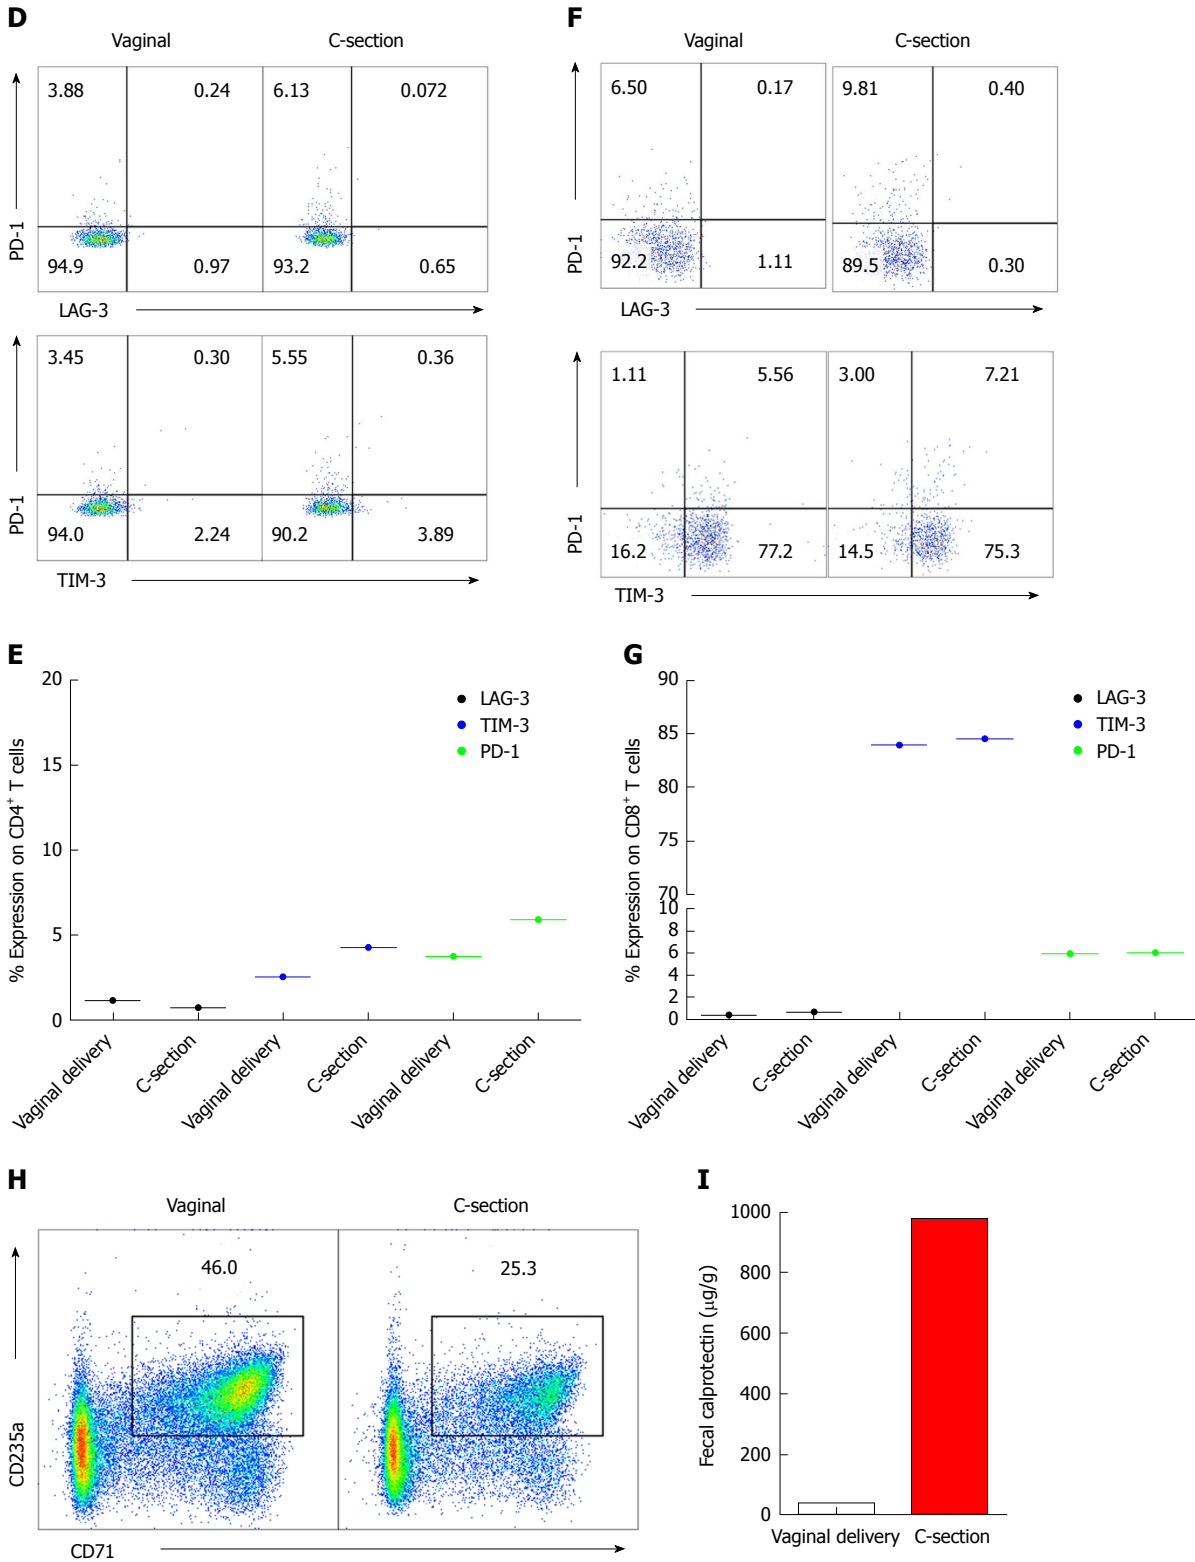 D
Vaginal C-section
3.88 0.24 6.13 0.072
PD-1
94.9 0.97 93.2 0.65
LAG-3
3.45 0.30 5.55 0.36
PD-1
94.0 2.24 90.2 3.89
TIM-3
F
Vaginal C-section
6.50 0.17 9.81 0.40
PD-1
92.2 1.11 89.5 0.30
LAG-3
1.11 5.56 3.00 7.21
PD-1
16.2 77.2 14.5 75.3
TIM-3
E
% Expression on CD4+ T cells
20
15
10
5
0
LAG-3
TIM-3
PD-1
Vaginal delivery
C-section
Vaginal delivery
C-section
Vaginal delivery
C-section
G
% Expression on CD8+ T cells
90
85
80
75
70
10
8
6
4
2
0
LAG-3
TIM-3
PD-1
Vaginal delivery
C-section
Vaginal delivery
C-section
Vaginal delivery
C-section
H
Vaginal C-section
46.0 25.3
CD235a
CD71
I
Fecal calprotectin (μg/g)
1000
800
600
400
200
0
Vaginal delivery C-section